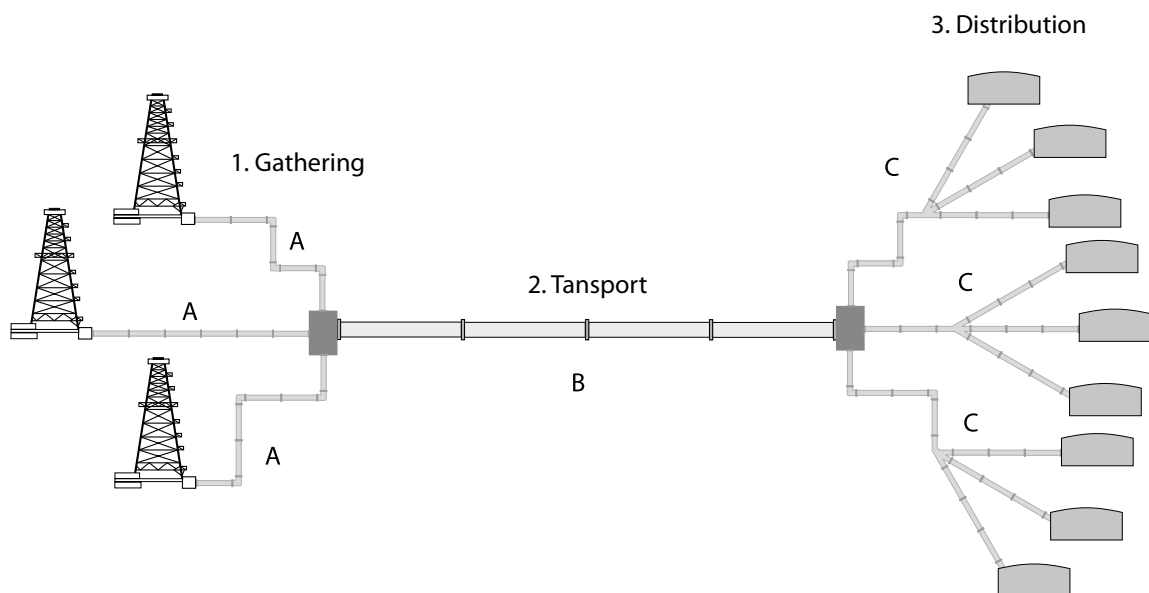 3. Distribution
1. Gathering
C
A
C
2. Tansport
A
B
C
A